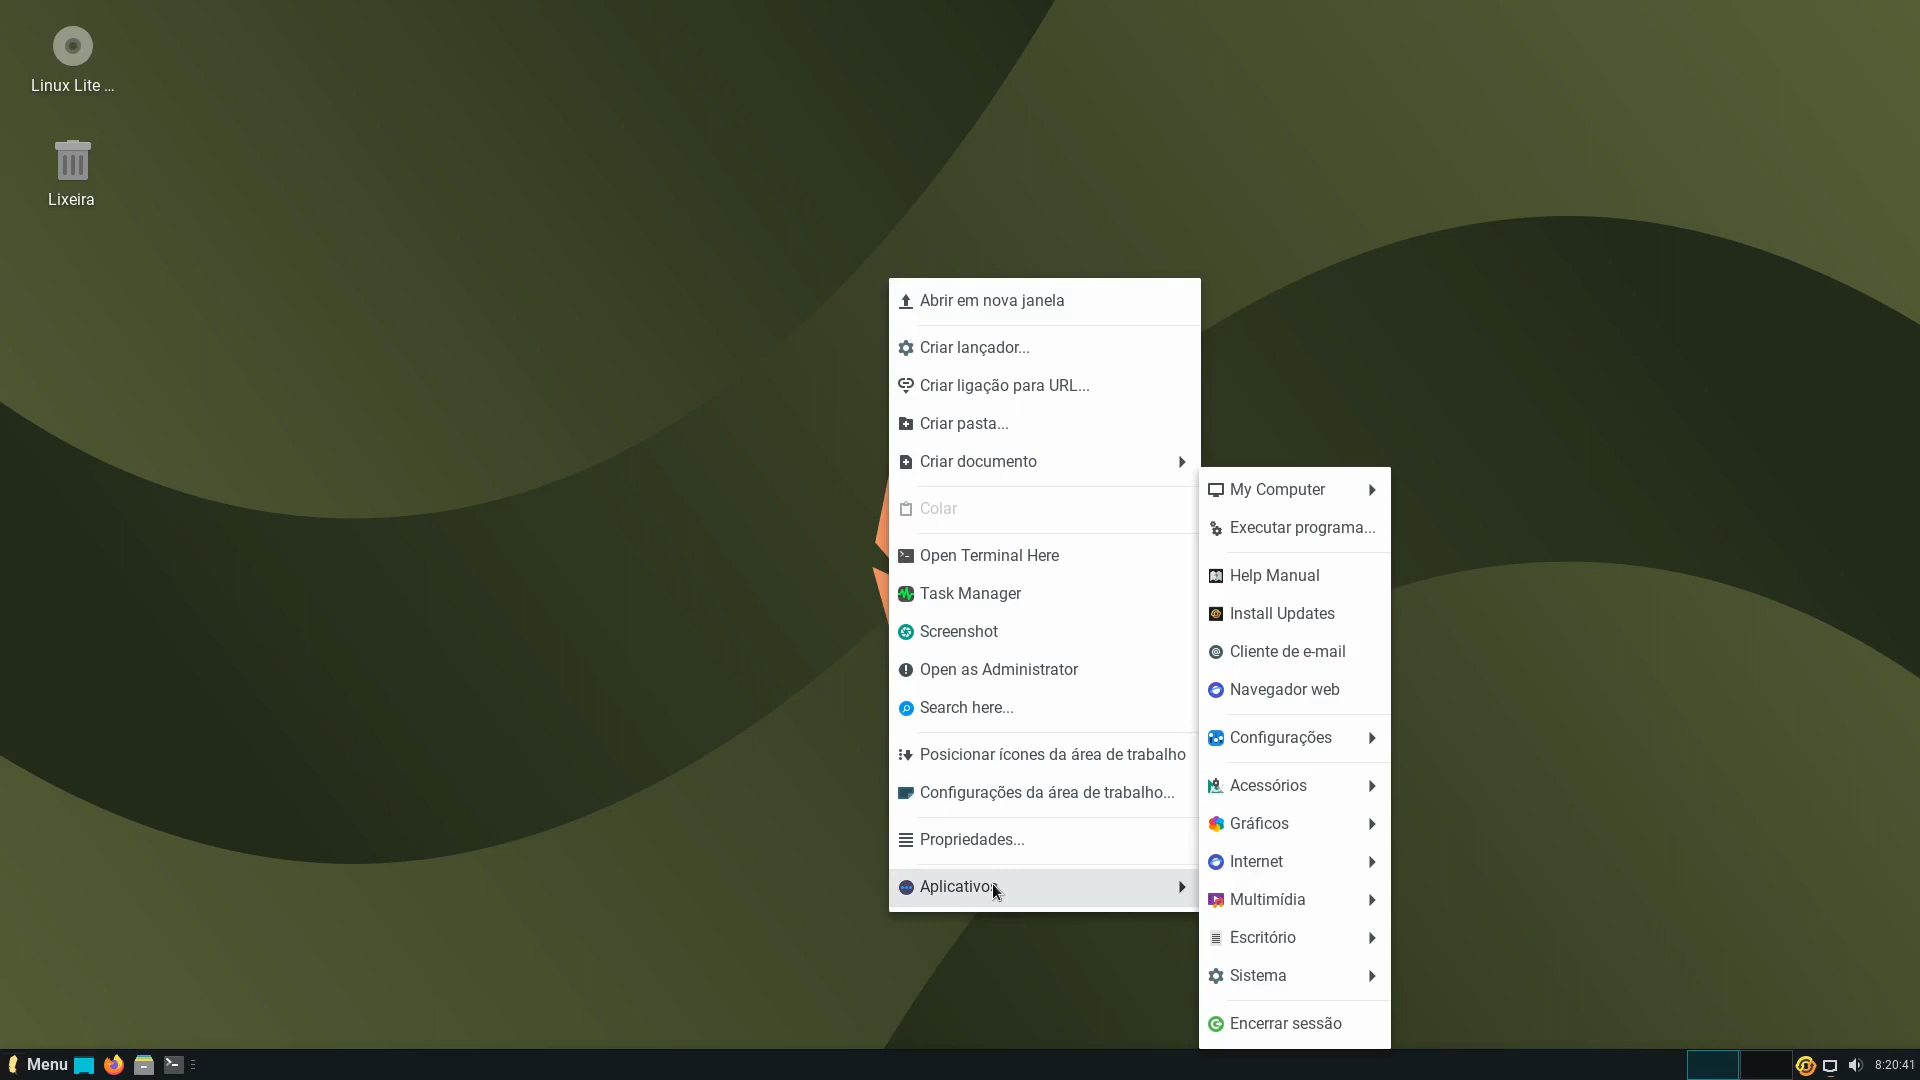 Linux Lite ...
Lixeira
Abrir em nova janela
Criar lançador...
Criar ligação para URL...
Criar pasta...
Criar documento
Colar
Open Terminal Here
Task Manager
Screenshot
Open as Administrator
Search here...
Posicionar ícones da área de trabalho
Configurações da área de trabalho...
Propriedades...
Aplicativos
My Computer
Executar programa...
Help Manual
Install Updates
Cliente de e-mail
Navegador web
Configurações
Acessórios
Gráficos
Internet
Multimídia
Escritório
Sistema
Encerrar sessão
Menu
8:20:41